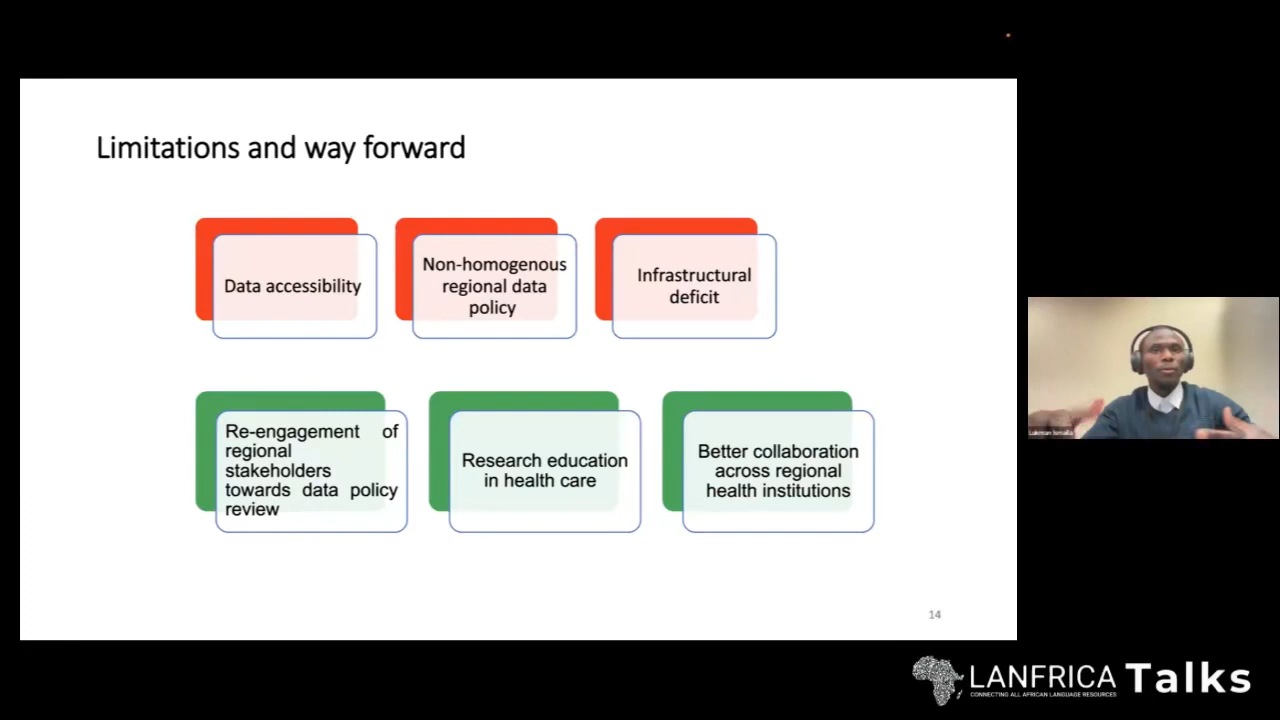 Limitations and way forward
Data accessibility
Non-homogenous
regional data
policy
Infrastructural
deficit
Re-engagement of
regional
stakeholders
towards data policy
review
Research education
in health care
Better collaboration
across regional
health institutions
14
Lukman Ismaila
LANFRICA Talks
CONNECTING ALL AFRICAN LANGUAGE RESOURCES